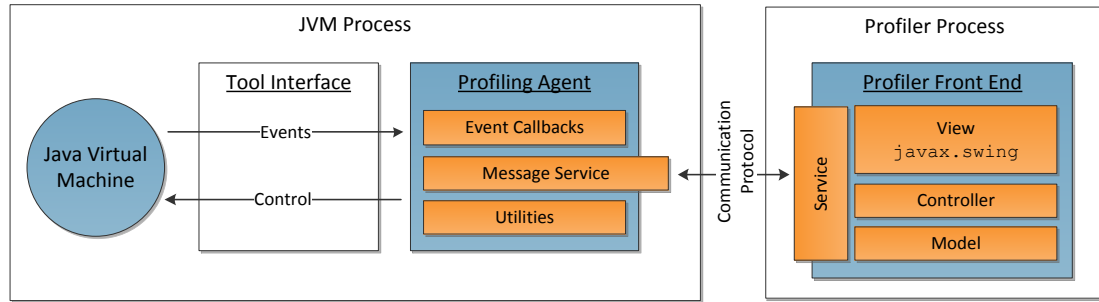 JVM Process
Profiler Process
Tool Interface
Profiling Agent
Profiler Front End
Java Virtual
Machine
Events
Control
Event Callbacks
Message Service
Utilities
Communication
Protocol
Service
View
javax.swing
Controller
Model